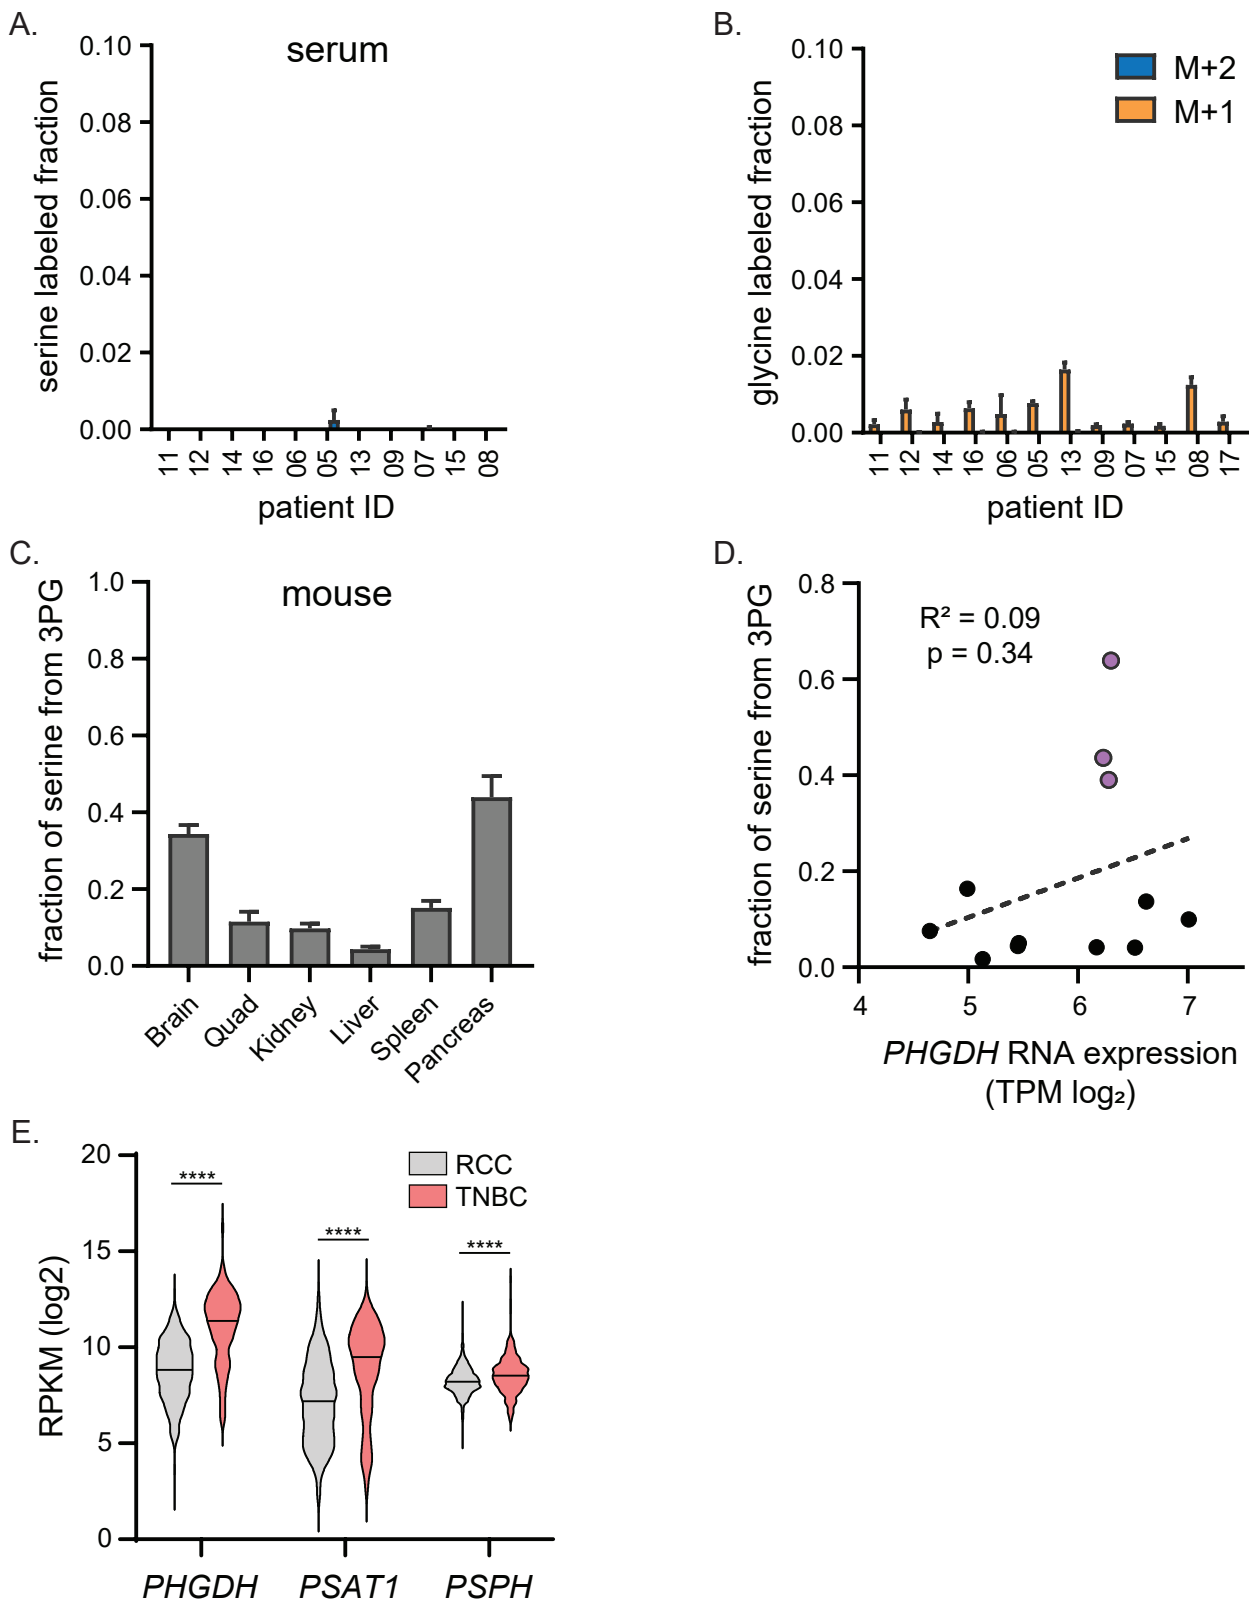 A.
serum
serine labeled fraction
0.10
0.08
0.06
0.04
0.02
0.00
11 12 14 16 06 05 13 09 07 15 08
patient ID
B.
glycine labeled fraction
0.10
0.08
0.06
0.04
0.02
0.00
M+2
M+1
11 12 14 16 06 05 13 09 07 15 08 17
patient ID
C.
mouse
fraction of serine from 3PG
1.0
0.8
0.6
0.4
0.2
0.0
Brain Quad Kidney Liver Spleen Pancreas
D.
fraction of serine from 3PG
0.8
0.6
0.4
0.2
0.0
R² = 0.09
p = 0.34
4 5 6 7
PHGDH RNA expression
(TPM log₂)
E.
RPKM (log2)
20
15
10
5
0
RCC
TNBC
****
****
****
PHGDH PSAT1 PSPH